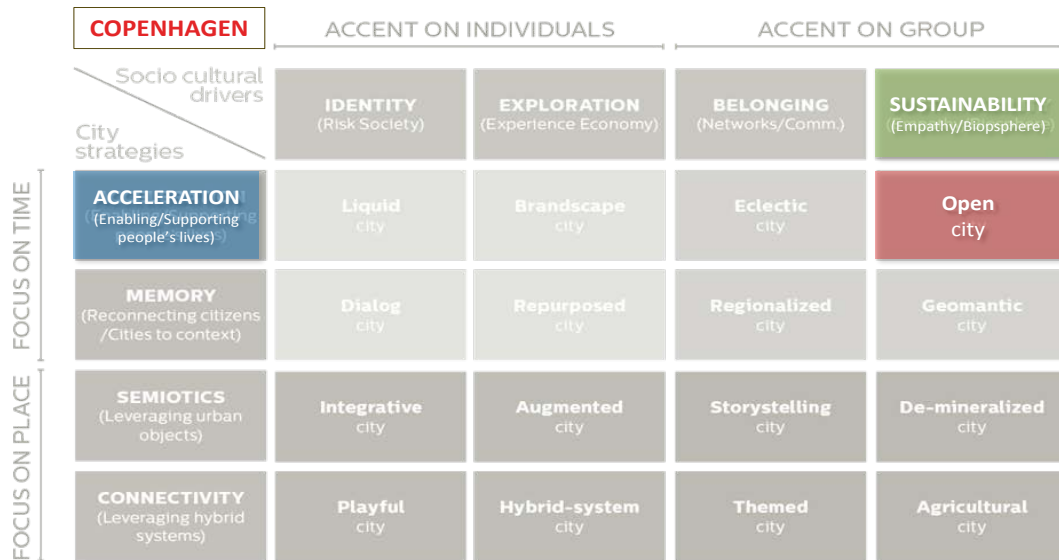 COPENHAGEN
ACCENT ON INDIVIDUALS
ACCENT ON GROUP
Socio cultural
drivers
City
strategies
IDENTITY
(Risk Society)
EXPLORATION
(Experience Economy)
BELONGING
(Networks/Comm.)
SUSTAINABILITY
(Empathy/Biopsphere)
FOCUS ON TIME
ACCELERATION
(Enabling/Supporting
people's lives)
Liquid
city
Brandscape
city
Eclectic
city
Open
city
MEMORY
(Reconnecting citizens
/Cities to context)
Dialog
city
Repurposed
city
Regionalized
city
Geomantic
city
FOCUS ON PLACE
SEMIOTICS
(Leveraging urban
objects)
Integrative
city
Augmented
city
Storystelling
city
De-mineralized
city
CONNECTIVITY
(Leveraging hybrid
systems)
Playful
city
Hybrid-system
city
Themed
city
Agricultural
city